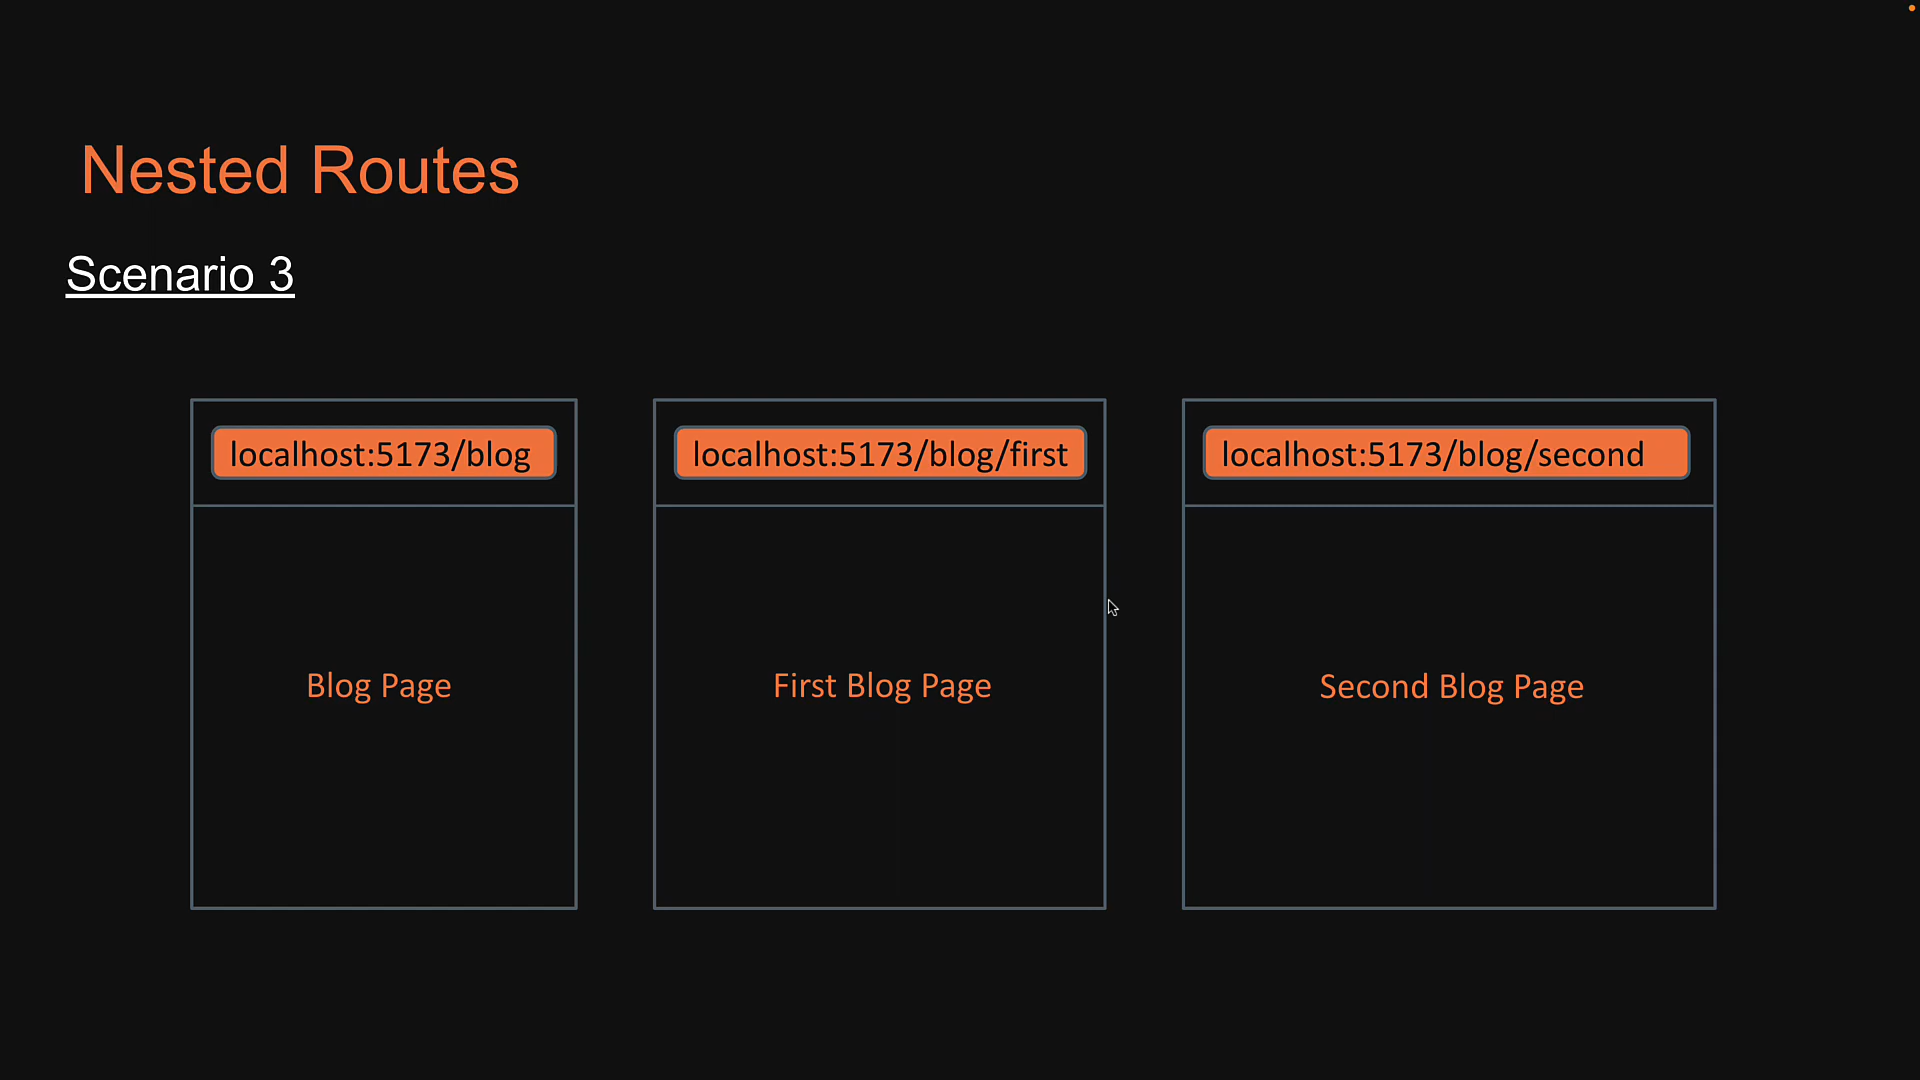 Nested Routes
Scenario 3
localhost:5173/blog
localhost:5173/blog/first
localhost:5173/blog/second
Blog Page
First Blog Page
Second Blog Page